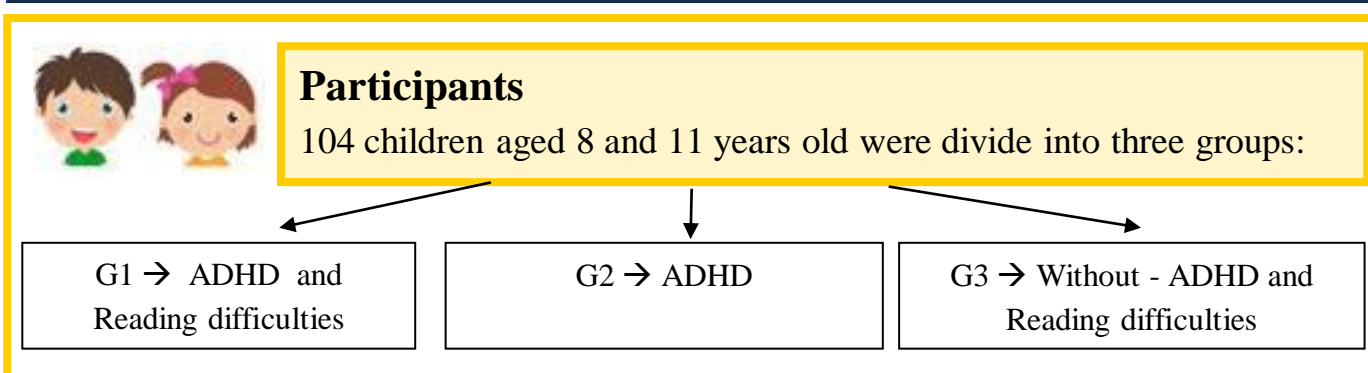 Participants
104 children aged 8 and 11 years old were divide into three groups:
G1 → ADHD and
Reading difficulties
G2 → ADHD
G3 → Without - ADHD and
Reading difficulties